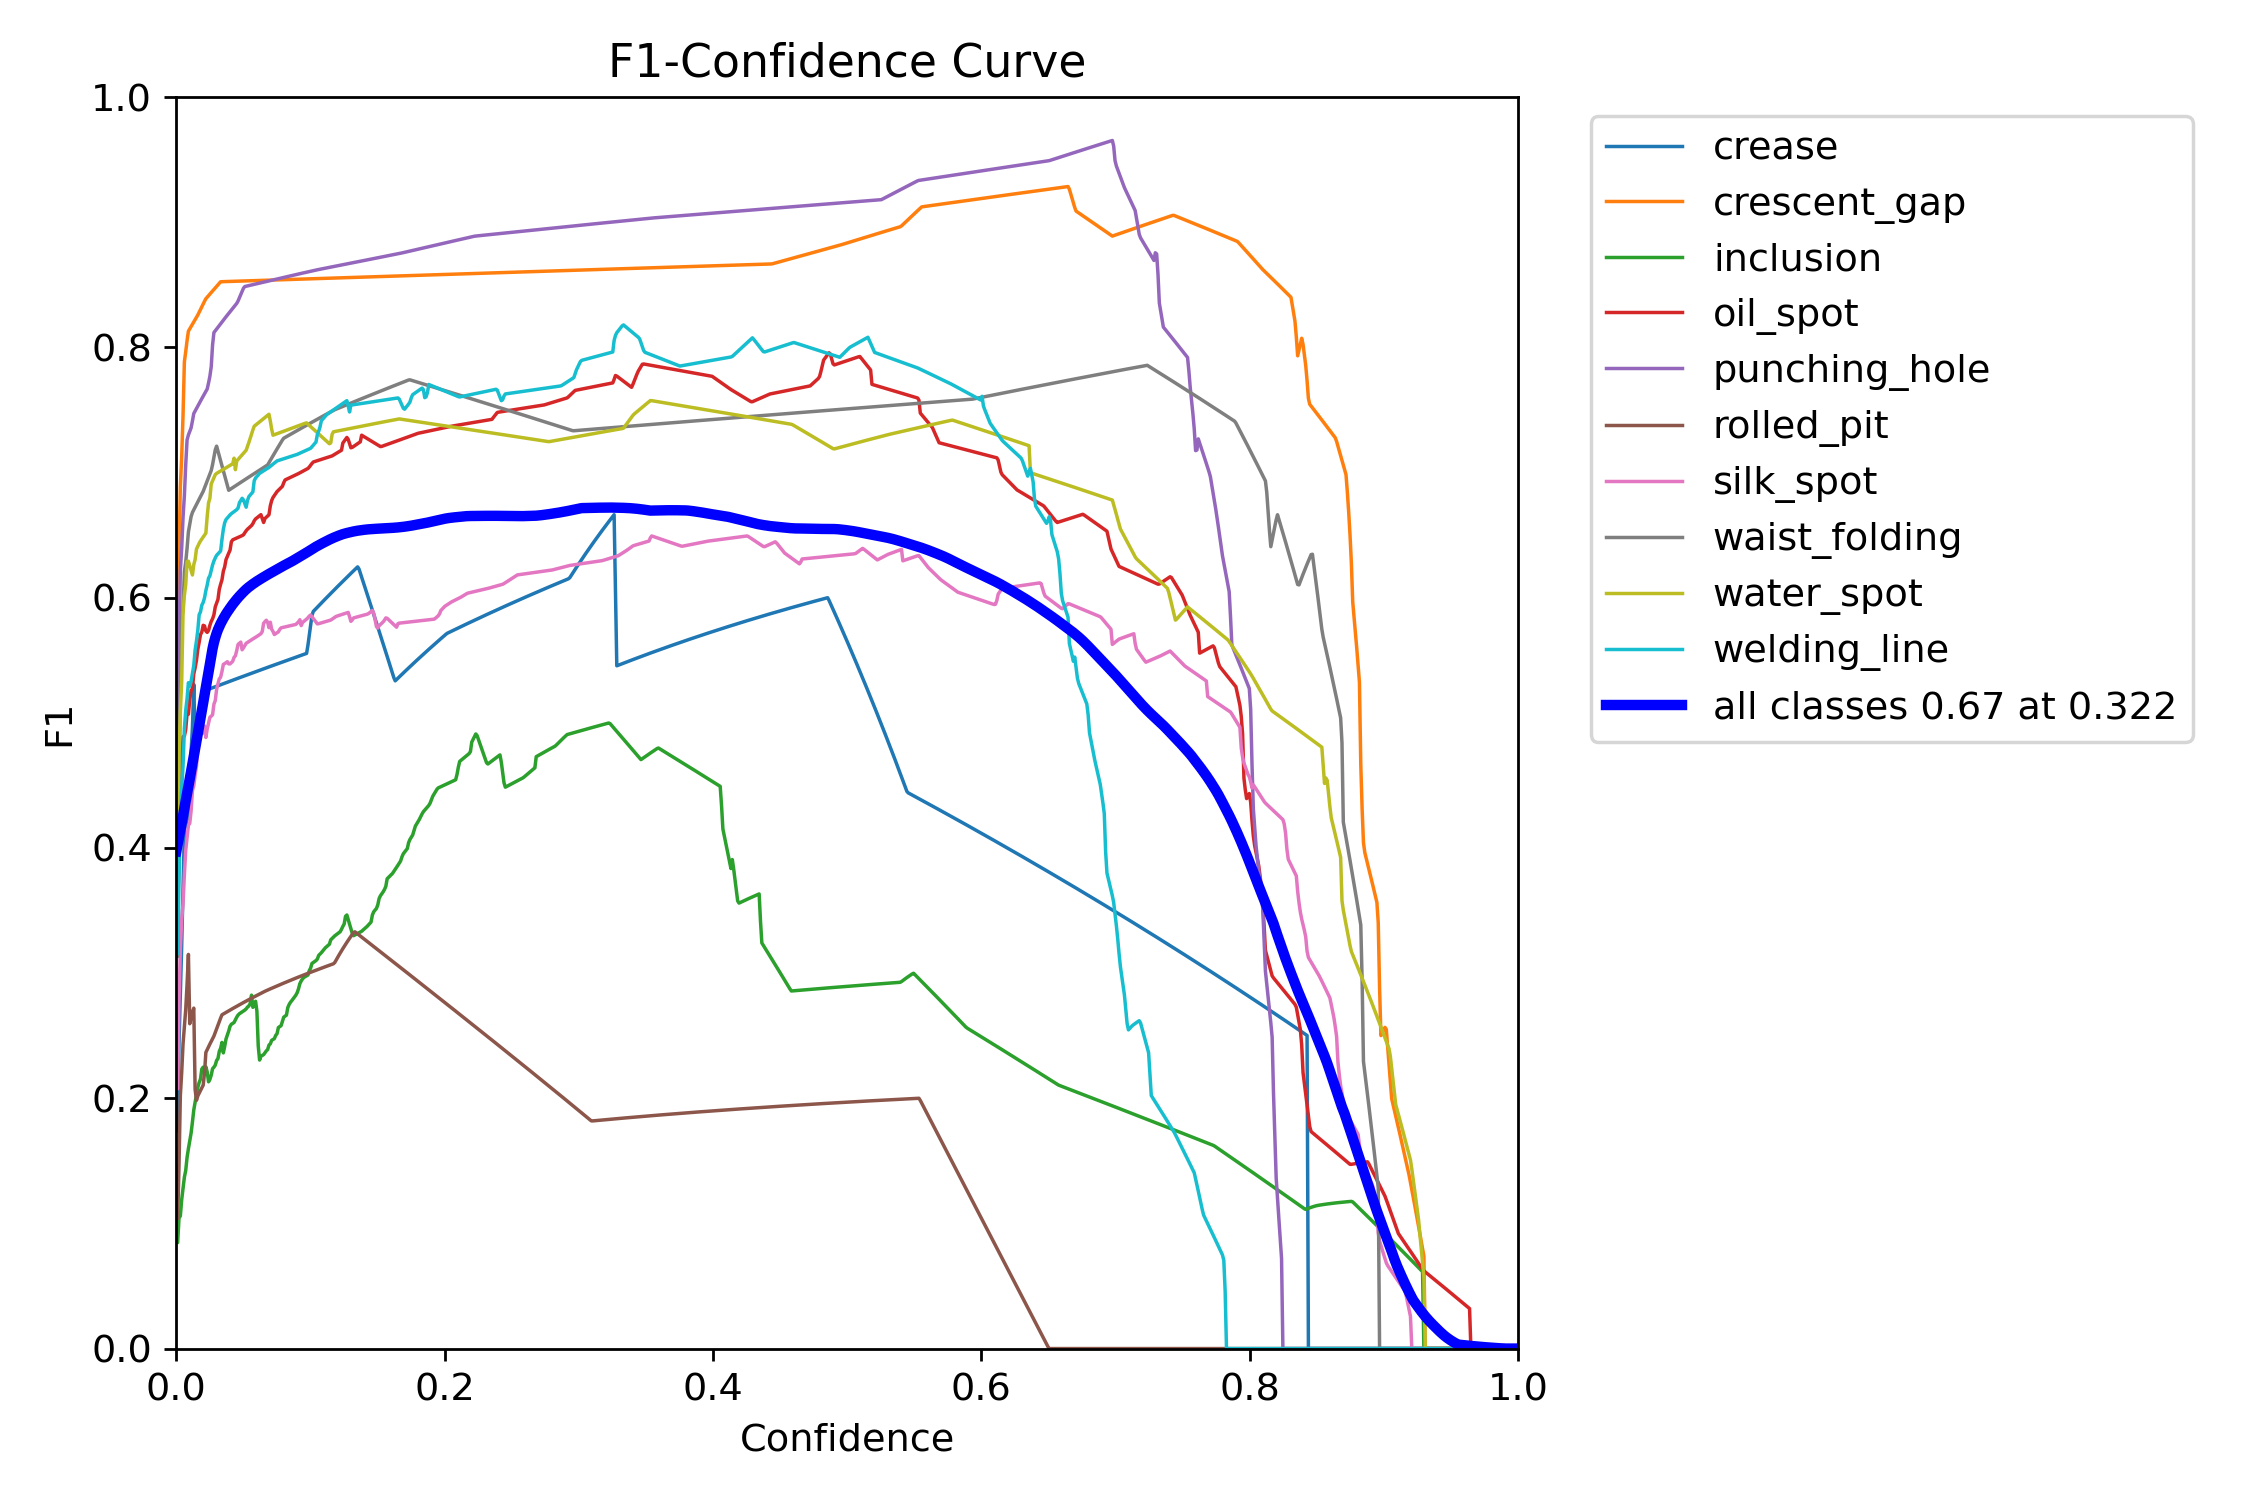 F1-Confidence Curve
1.0
0.8
0.6
0.4
0.2
0.0
F1
0.0 0.2 0.4 0.6 0.8 1.0
Confidence
crease
crescent_gap
inclusion
oil_spot
punching_hole
rolled_pit
silk_spot
waist_folding
water_spot
welding_line
all classes 0.67 at 0.322